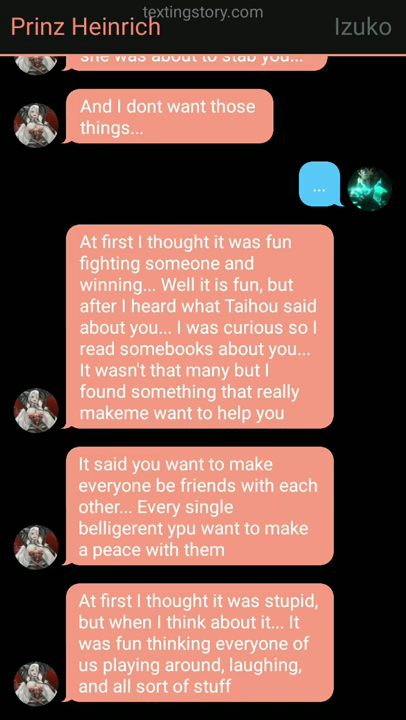 textingstory.com
Prinz Heinrich
Izuko
she was about to stab you...
And I dont want those
things...
...
At first I thought it was fun
fighting someone and
winning... Well it is fun, but
after I heard what Taihou said
about you... I was curious so I
read somebooks about you...
It wasn't that many but I
found something that really
makeme want to help you
It said you want to make
everyone be friends with each
other... Every single
belligerent ypu want to make
a peace with them
At first I thought it was stupid,
but when I think about it... It
was fun thinking everyone of
us playing around, laughing,
and all sort of stuff